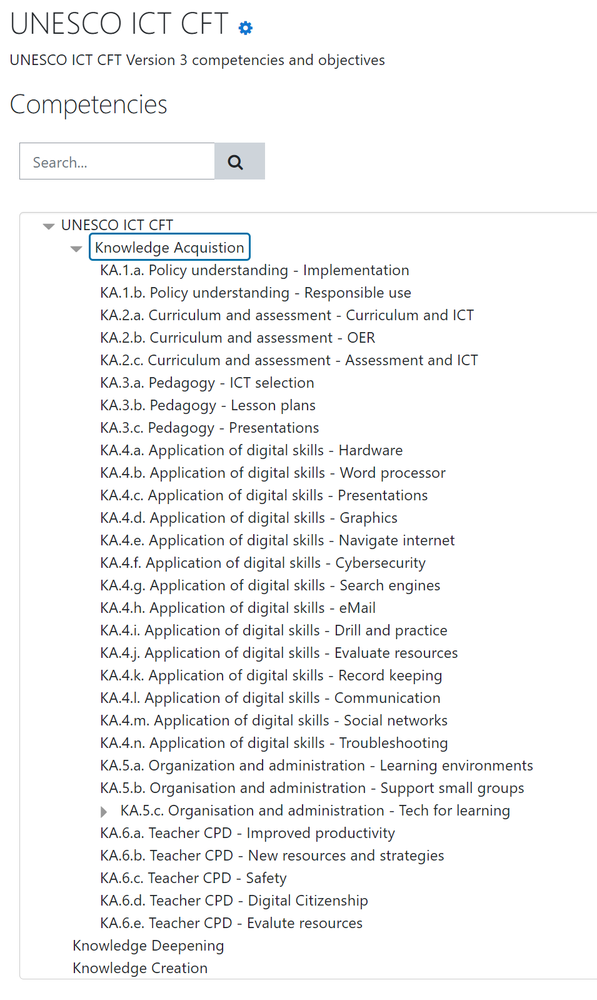 UNESCO ICT CFT
UNESCO ICT CFT Version 3 competencies and objectives
Competencies
Search...
UNESCO ICT CFT
Knowledge Acquistion
KA.1.a. Policy understanding - Implementation
KA.1.b. Policy understanding - Responsible use
KA.2.a. Curriculum and assessment - Curriculum and ICT
KA.2.b. Curriculum and assessment - OER
KA.2.c. Curriculum and assessment - Assessment and ICT
KA.3.a. Pedagogy - ICT selection
KA.3.b. Pedagogy - Lesson plans
KA.3.c. Pedagogy - Presentations
KA.4.a. Application of digital skills - Hardware
KA.4.b. Application of digital skills - Word processor
KA.4.c. Application of digital skills - Presentations
KA.4.d. Application of digital skills - Graphics
KA.4.e. Application of digital skills - Navigate internet
KA.4.f. Application of digital skills - Cybersecurity
KA.4.g. Application of digital skills - Search engines
KA.4.h. Application of digital skills - eMail
KA.4.i. Application of digital skills - Drill and practice
KA.4.j. Application of digital skills - Evaluate resources
KA.4.k. Application of digital skills - Record keeping
KA.4.l. Application of digital skills - Communication
KA.4.m. Application of digital skills - Social networks
KA.4.n. Application of digital skills - Troubleshooting
KA.5.a. Organization and administration - Learning environments
KA.5.b. Organisation and administration - Support small groups
KA.5.c. Organisation and administration - Tech for learning
KA.6.a. Teacher CPD - Improved productivity
KA.6.b. Teacher CPD - New resources and strategies
KA.6.c. Teacher CPD - Safety
KA.6.d. Teacher CPD - Digital Citizenship
KA.6.e. Teacher CPD - Evalute resources
Knowledge Deepening
Knowledge Creation